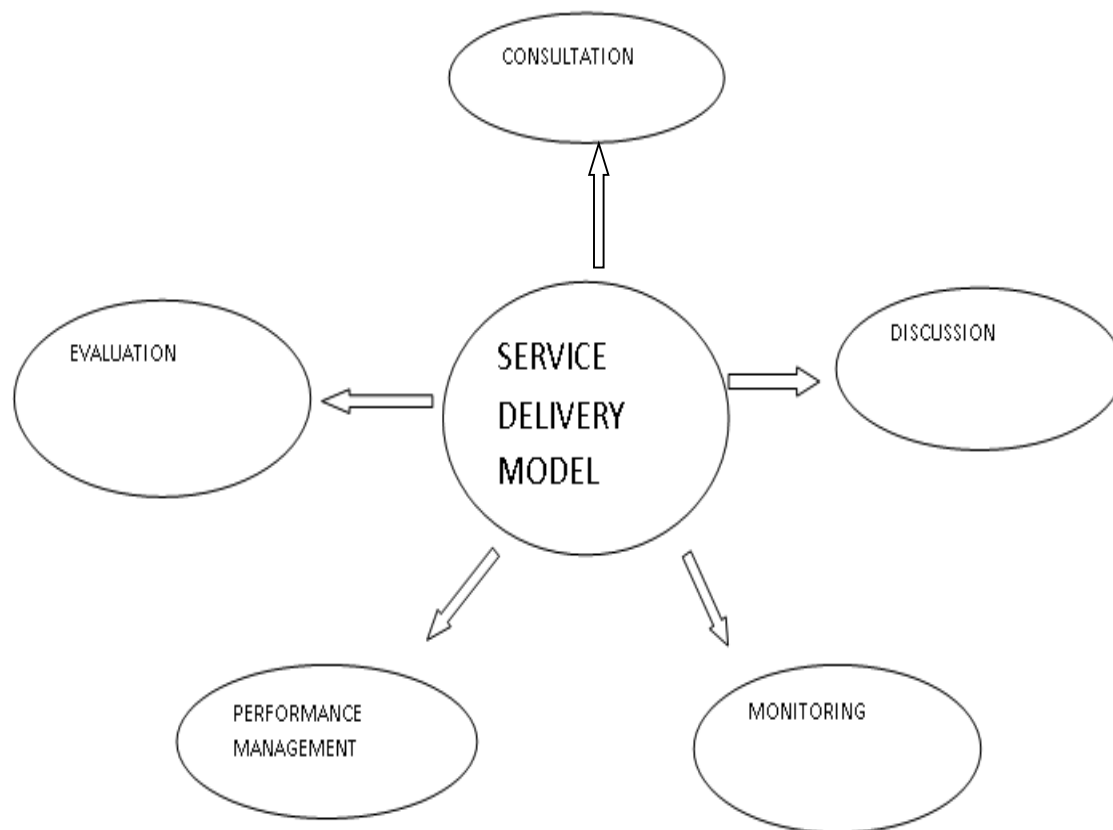 CONSULTATION
EVALUATION
SERVICE
DELIVERY
MODEL
DISCUSSION
PERFORMANCE
MANAGEMENT
MONITORING